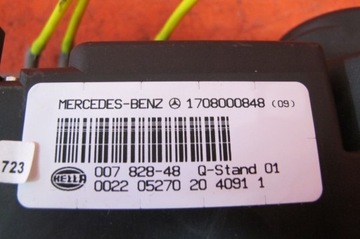 MERCEDES-BENZ 1708000848 (09)
007 828-48 Q-Stand 01
0022 05270 20 4091 1
HELLA
723